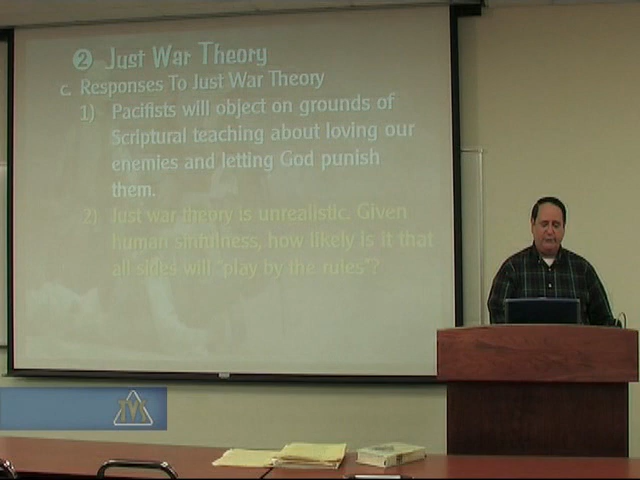 2 Just War Theory
c. Responses To Just War Theory
1) Pacifists will object on grounds of
Scriptural teaching about loving our
enemies and letting God punish
them.
2) Just war theory is unrealistic. Given
human sinfulness, how likely is it that
all sides will "play by the rules"?
TVS